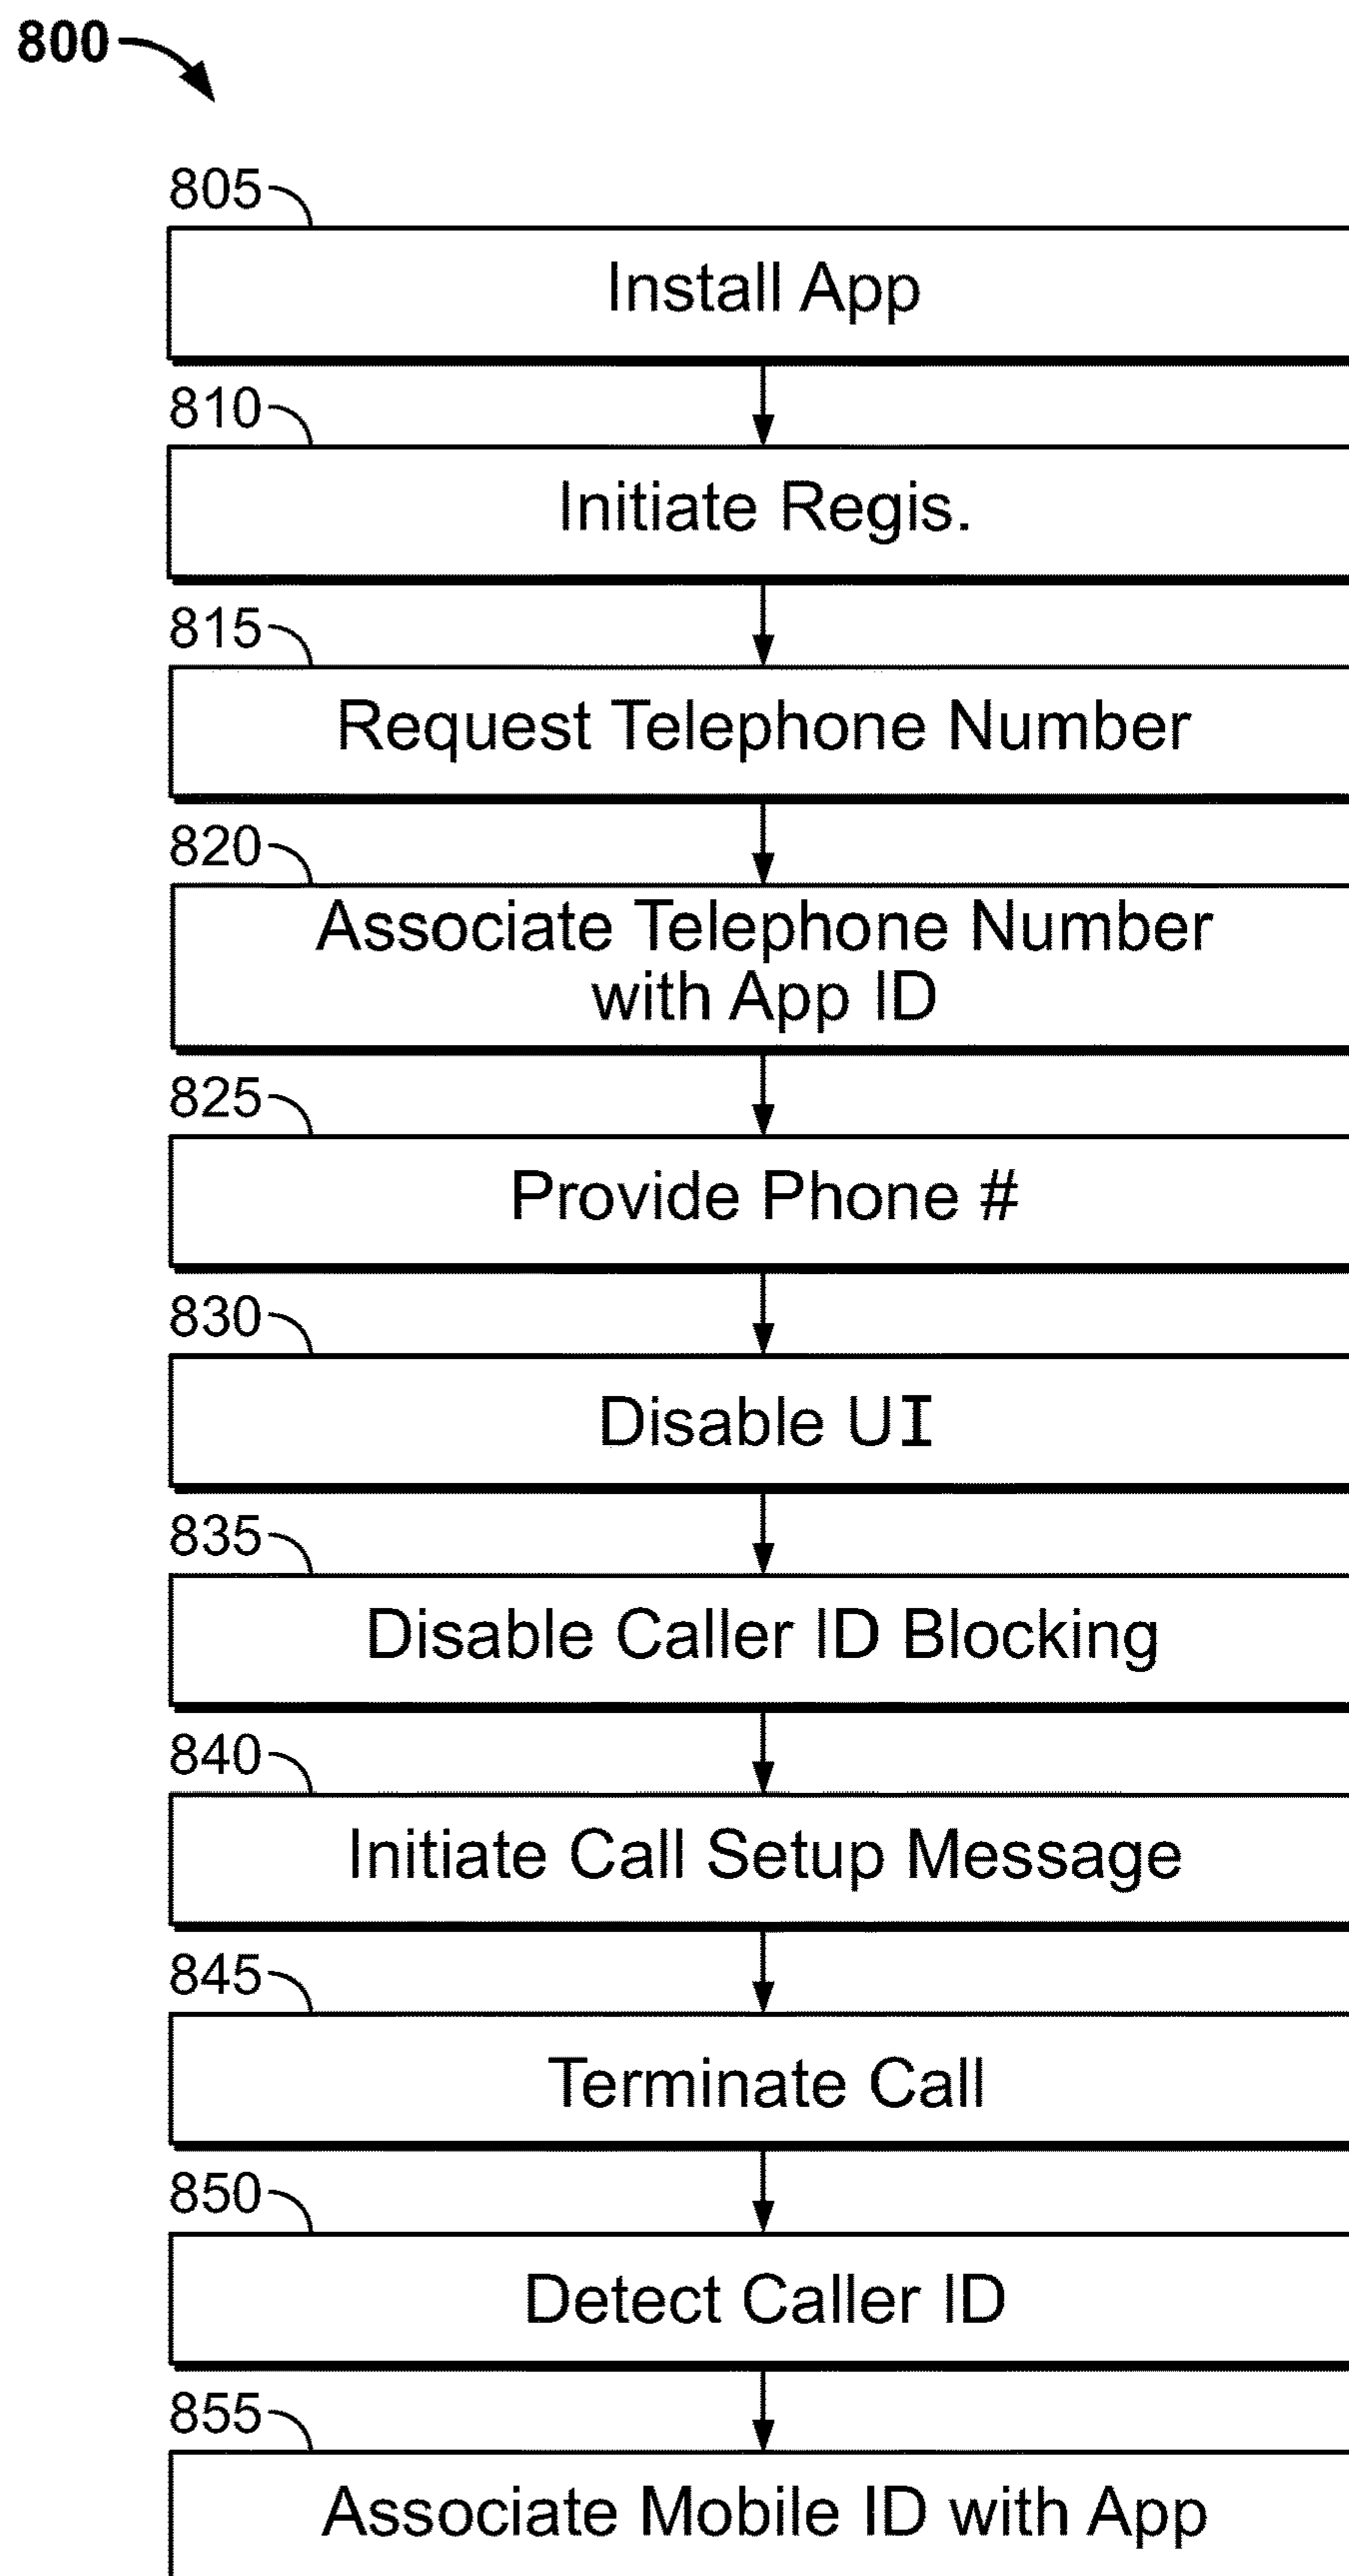 800
805
Install App
810
Initiate Regis.
815
Request Telephone Number
820
Associate Telephone Number
with App ID
825
Provide Phone #
830
Disable UI
835
Disable Caller ID Blocking
840
Initiate Call Setup Message
845
Terminate Call
850
Detect Caller ID
855
Associate Mobile ID with App